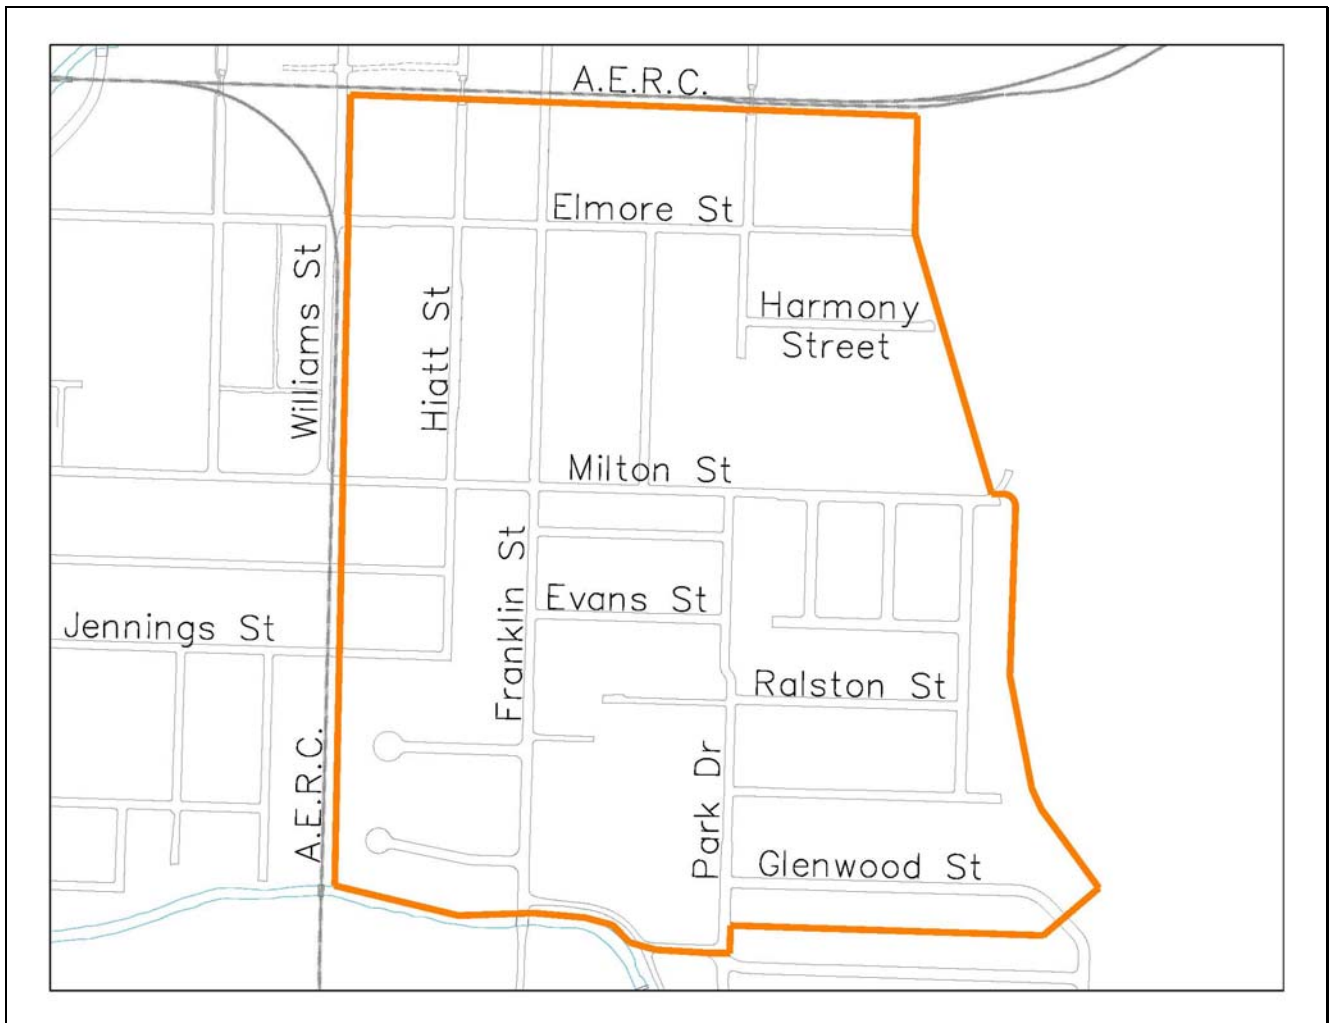 A.E.R.C.
Elmore St
Williams St
Hiatt St
Harmony
Street
Milton St
Franklin St
Evans St
Jennings St
Ralston St
A.E.R.C.
Park Dr
Glenwood St